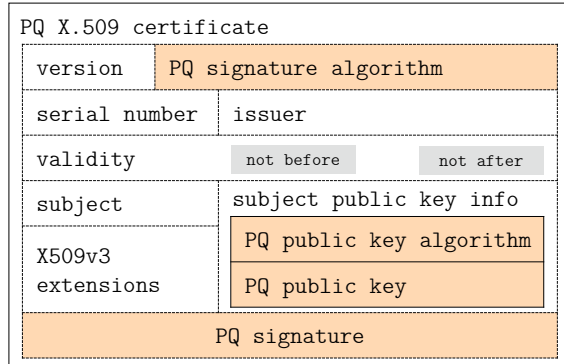 PQ X.509 certificate
version PQ signature algorithm
serial number issuer
validity not before not after
subject subject public key info
PQ public key algorithm
X509v3
extensions PQ public key
PQ signature